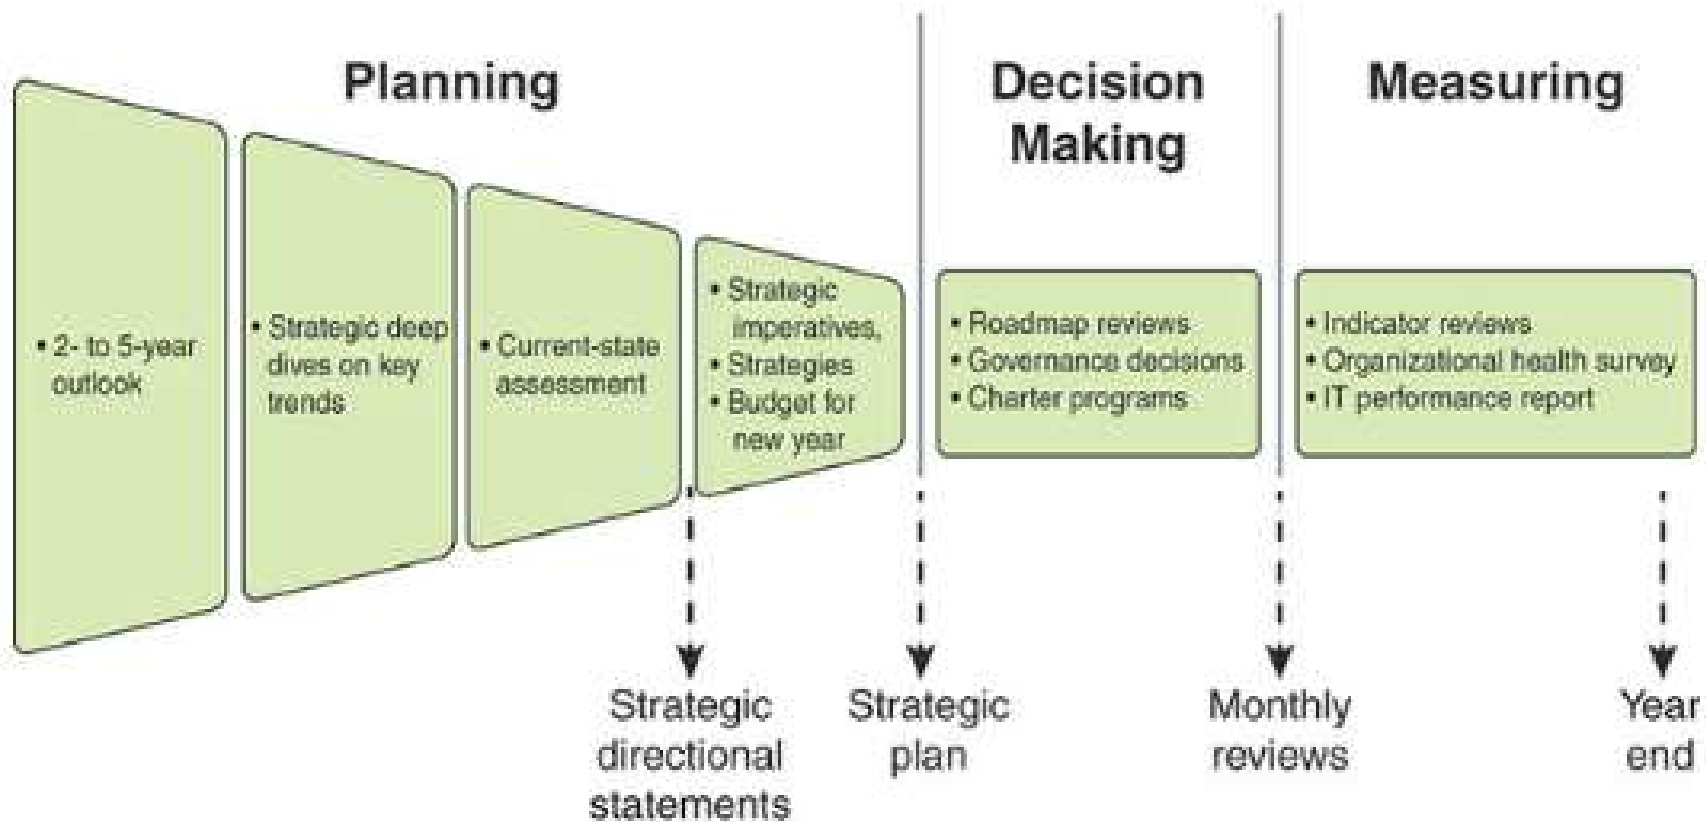 Planning
Decision
Making
Measuring
• 2- to 5-year
outlook
• Strategic deep
dives on key
trends
• Current-state
assessment
• Strategic
imperatives,
• Strategies
• Budget for
new year
• Roadmap reviews
• Governance decisions
• Charter programs
• Indicator reviews
• Organizational health survey
• IT performance report
Strategic
directional
statements
Strategic
plan
Monthly
reviews
Year
end